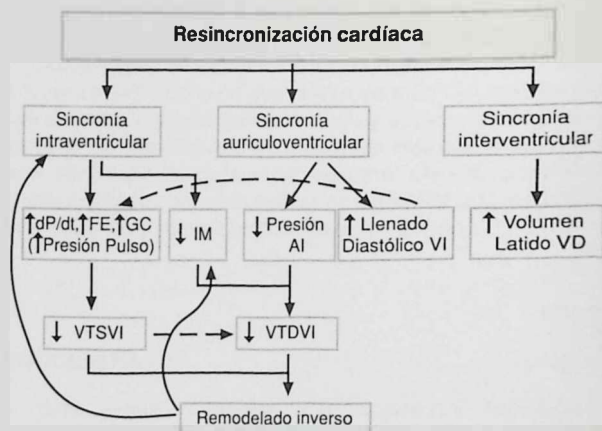 Resincronización cardíaca
Sincronía
intraventricular
Sincronía
auriculoventricular
Sincronía
interventricular
↑dP/dt,↑FE,↑GC
(↑Presión Pulso)
↓ IM
↓ Presión
AI
↑ Llenado
Diastólico VI
↑ Volumen
Latido VD
↓ VTSVI
↓ VTDVI
Remodelado inverso